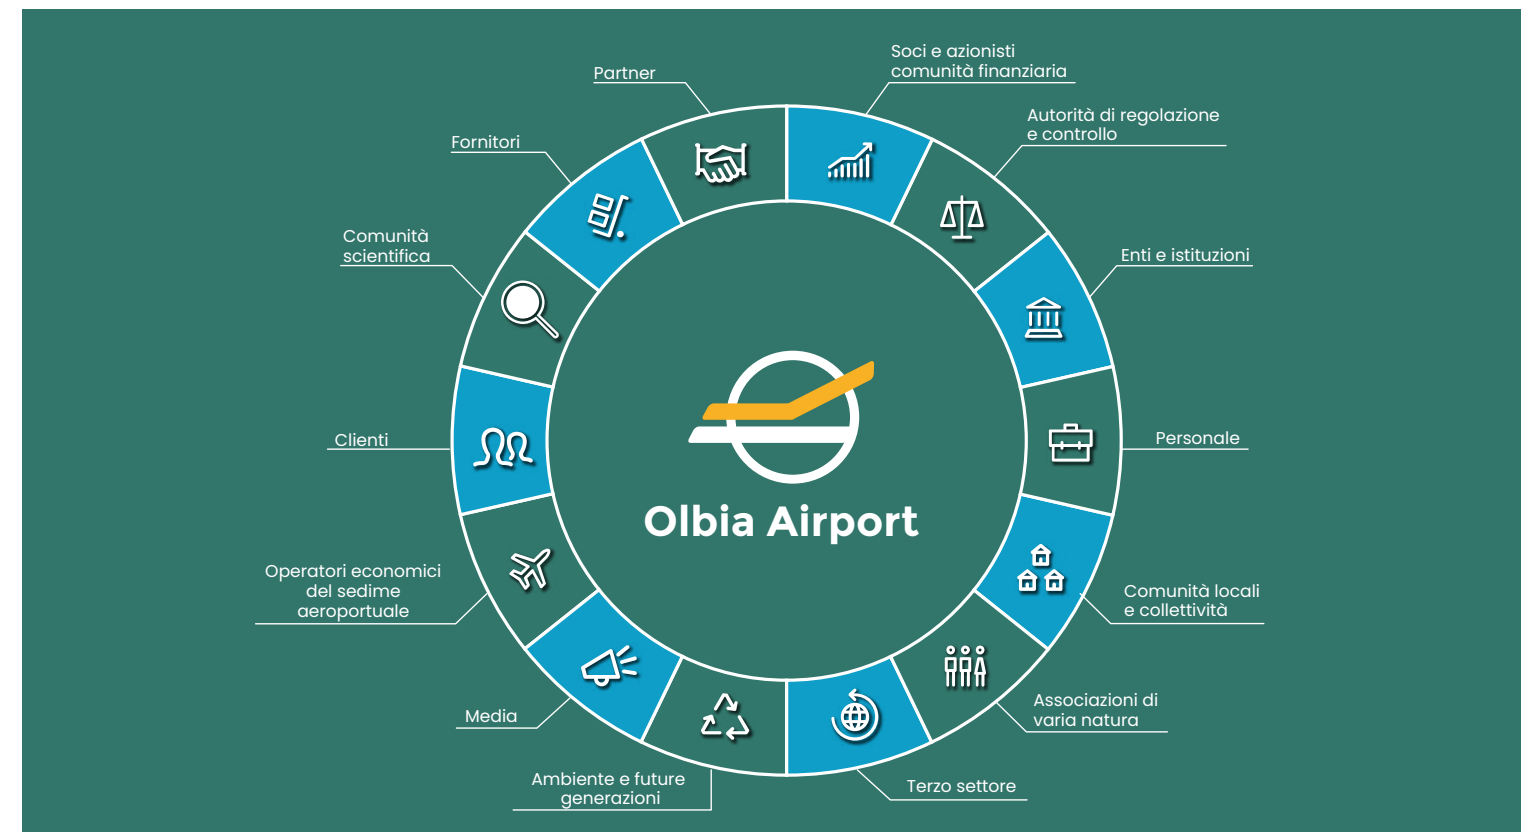 Soci e azionisti
comunità finanziaria
Autorità di regolazione
e controllo
Enti e istituzioni
Personale
Comunità locali
e collettività
Associazioni di
varia natura
Terzo settore
Ambiente e future
generazioni
Media
Operatori economici
del sedime
aeroportuale
Clienti
Comunità
scientifica
Fornitori
Partner
Olbia Airport